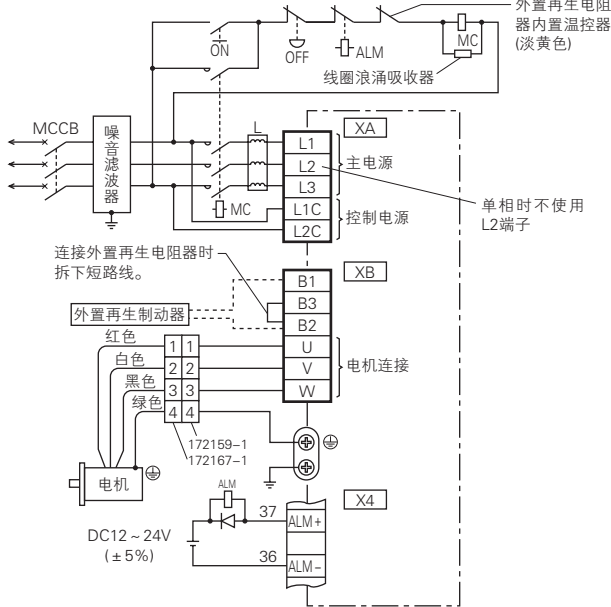 外置再生电阻
器内置温控器
(淡黄色)
ON
OFF
ALM
MC
线圈浪涌吸收器
MCCB
噪音滤波器
L
XA
L1
L2
L3
L1C
L2C
主电源
控制电源
MC
单相时不使用
L2端子
连接外置再生电阻器时
拆下短路线。
XB
B1
B3
B2
U
V
W
外置再生制动器
电机连接
红色
白色
黑色
绿色
1 1
2 2
3 3
4 4
172159-1
172167-1
电机
ALM
X4
37
ALM+
DC12~24V
(±5%)
36
ALM-